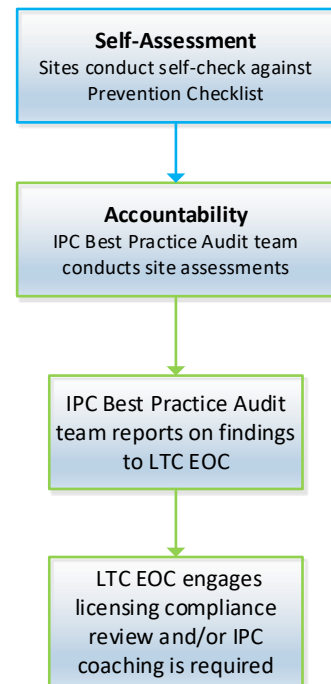 Self-Assessment
Sites conduct self-check against
Prevention Checklist
Accountability
IPC Best Practice Audit team
conducts site assessments
IPC Best Practice Audit
team reports on findings
to LTC EOC
LTC EOC engages
licensing compliance
review and/or IPC
coaching is required